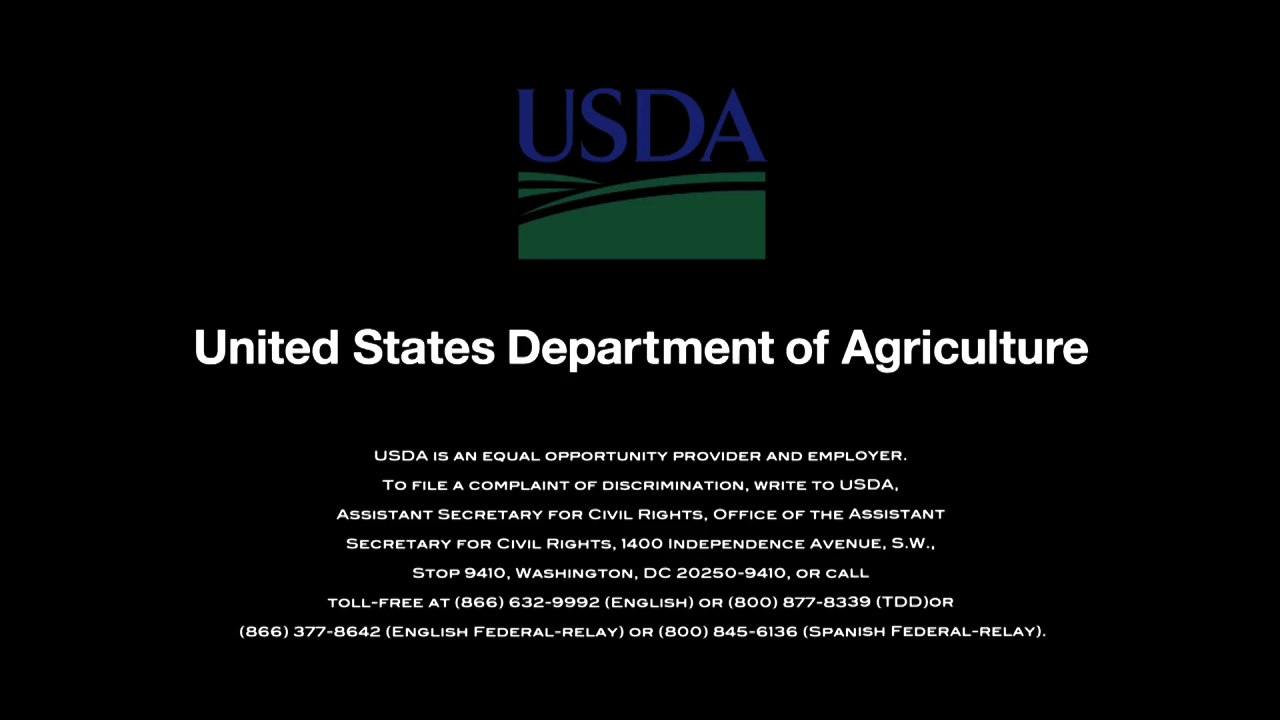 USDA
United States Department of Agriculture
USDA IS AN EQUAL OPPORTUNITY PROVIDER AND EMPLOYER.
TO FILE A COMPLAINT OF DISCRIMINATION, WRITE TO USDA,
ASSISTANT SECRETARY FOR CIVIL RIGHTS, OFFICE OF THE ASSISTANT
SECRETARY FOR CIVIL RIGHTS, 1400 INDEPENDENCE AVENUE, S.W.,
STOP 9410, WASHINGTON, DC 20250-9410, OR CALL
TOLL-FREE AT (866) 632-9992 (ENGLISH) OR (800) 877-8339 (TDD)OR
(866) 377-8642 (ENGLISH FEDERAL-RELAY) OR (800) 845-6136 (SPANISH FEDERAL-RELAY).